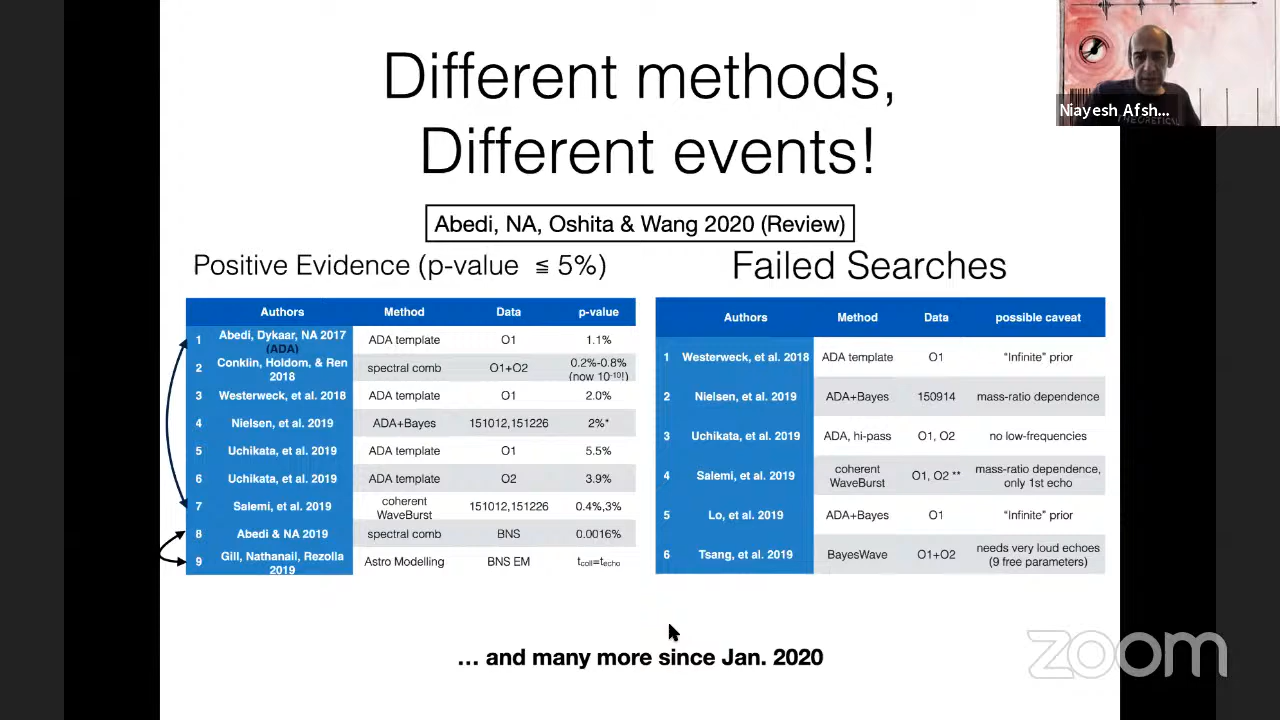 Different methods,
Different events!
Niayesh Afsh...
Abedi, NA, Oshita & Wang 2020 (Review)
Positive Evidence (p-value ≦ 5%)
Authors Method Data p-value
1 Abedi, Dykaar, NA 2017 (ADA) ADA template O1 1.1%
2 Conklin, Holdom, & Ren 2018 spectral comb O1+O2 0.2%-0.8% (now 10⁻¹⁰!)
3 Westerweck, et al. 2018 ADA template O1 2.0%
4 Nielsen, et al. 2019 ADA+Bayes 151012,151226 2%*
5 Uchikata, et al. 2019 ADA template O1 5.5%
6 Uchikata, et al. 2019 ADA template O2 3.9%
7 Salemi, et al. 2019 coherent WaveBurst 151012,151226 0.4%,3%
8 Abedi & NA 2019 spectral comb BNS 0.0016%
9 Gill, Nathanail, Rezolla 2019 Astro Modelling BNS EM tcoll=techo
Failed Searches
Authors Method Data possible caveat
1 Westerweck, et al. 2018 ADA template O1 “Infinite” prior
2 Nielsen, et al. 2019 ADA+Bayes 150914 mass-ratio dependence
3 Uchikata, et al. 2019 ADA, hi-pass O1, O2 no low-frequencies
4 Salemi, et al. 2019 coherent WaveBurst O1, O2 ** mass-ratio dependence, only 1st echo
5 Lo, et al. 2019 ADA+Bayes O1 “Infinite” prior
6 Tsang, et al. 2019 BayesWave O1+O2 needs very loud echoes (9 free parameters)
... and many more since Jan. 2020
zoom